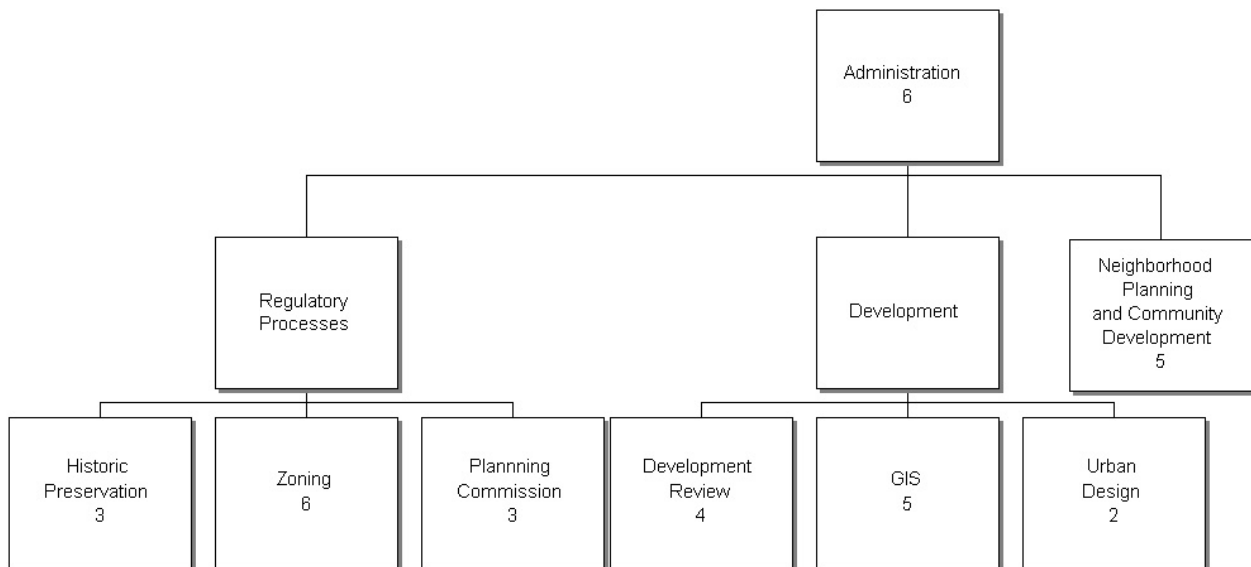 Administration
6
Regulatory
Processes
Development
Neighborhood
Planning
and Community
Development
5
Historic
Preservation
3
Zoning
6
Plannning
Commission
3
Development
Review
4
GIS
5
Urban
Design
2